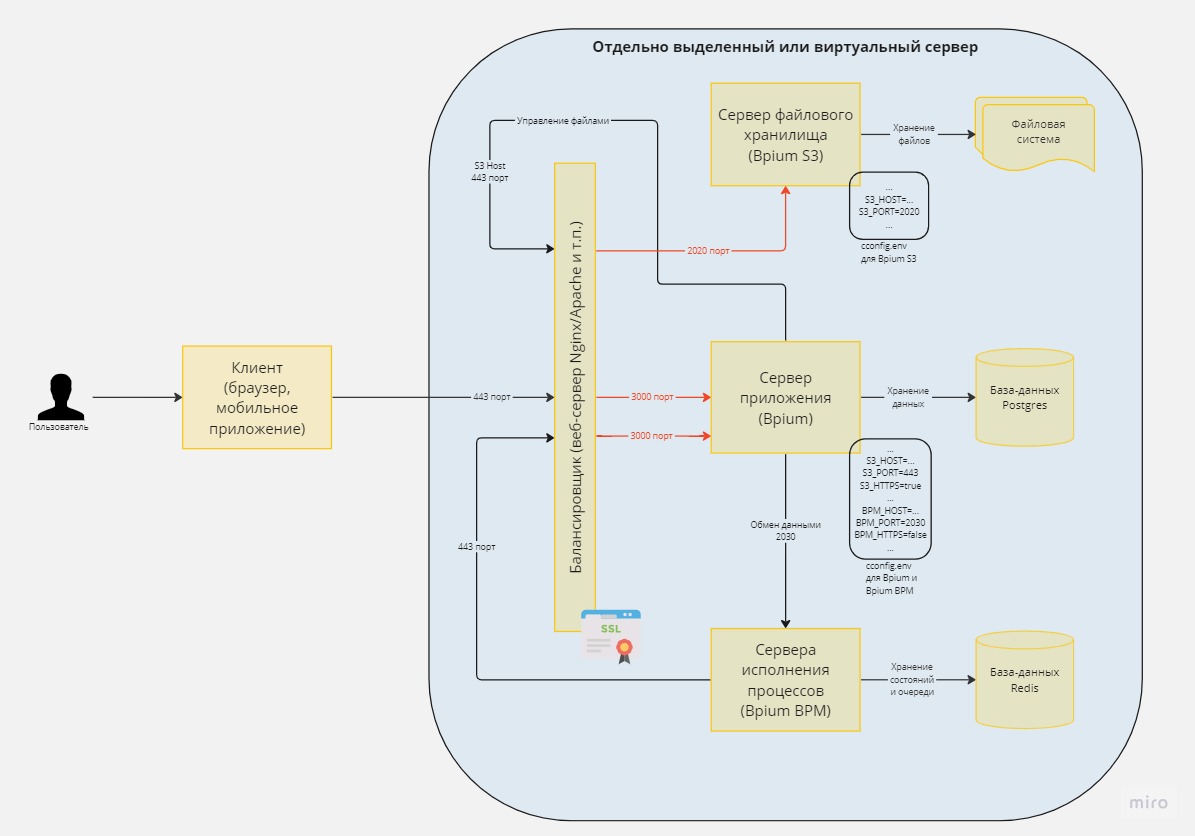 Отдельно выделенный или виртуальный сервер
Управление файлами
S3 Host
443 порт
Сервер файлового
хранилища
(Bpium S3)
Хранение
файлов
Файловая
система
...
S3_HOST=...
S3_PORT=2020
...
cconfig.env
для Bpium S3
2020 порт
Балансировщик (веб-сервер Nginx/Apache и т.п.)
Пользователь
Клиент
(браузер,
мобильное
приложение)
443 порт
3000 порт
3000 порт
Сервер
приложения
(Bpium)
Хранение
данных
База-данных
Postgres
...
S3_HOST=...
S3_PORT=443
S3_HTTPS=true
...
BPM_HOST=...
BPM_PORT=2030
BPM_HTTPS=false
...
cconfig.env
для Bpium и
Bpium BPM
Обмен данными
2030
443 порт
SSL
Сервера
исполнения
процессов
(Bpium BPM)
Хранение
состояний
и очереди
База-данных
Redis
miro